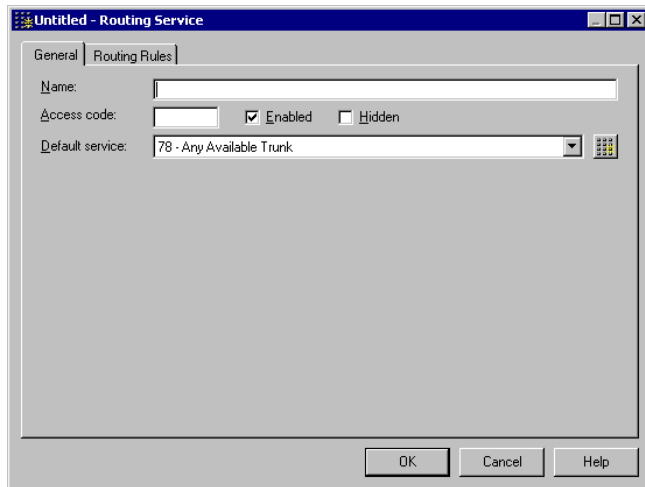 Untitled - Routing Service
General Routing Rules
Name:
Access code: Enabled Hidden
Default service: 78 - Any Available Trunk
OK Cancel Help